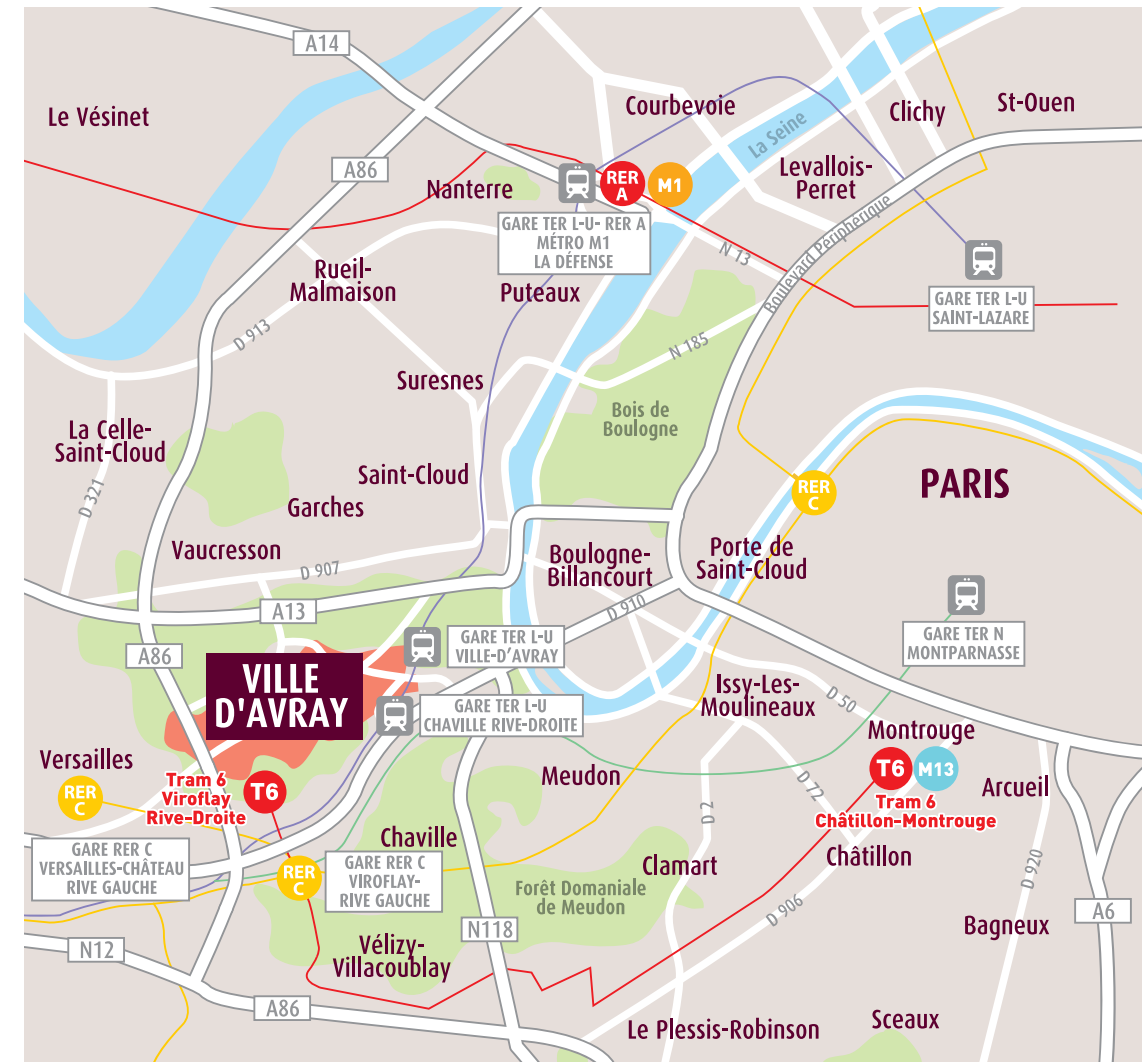 A14
Le Vésinet
Courbevoie
Clichy
St-Ouen
La Seine
A86
Nanterre
RER
A
M1
Levallois-
Perret
GARE TER L-U- RER A
MÉTRO M1
LA DÉFENSE
N 13
Boulevard Périphérique
Rueil-
Malmaison
Puteaux
GARE TER L-U
SAINT-LAZARE
D 913
N 185
Suresnes
Bois de
Boulogne
La Celle-
Saint-Cloud
Saint-Cloud
PARIS
D 321
Garches
RER
C
Vaucresson
Boulogne-
Billancourt
Porte de
Saint-Cloud
D 907
A13
D 910
GARE TER L-U
VILLE-D'AVRAY
GARE TER N
MONTPARNASSE
A86
VILLE
D'AVRAY
GARE TER L-U
CHAVILLE RIVE-DROITE
Issy-Les-
Moulineaux
D 50
Montrouge
Versailles
RER
C
Tram 6
Viroflay
Rive-Droite
T6
Meudon
D 72
T6
M13
Tram 6
Châtillon-Montrouge
Arcueil
D 2
Chaville
GARE RER C
VERSAILLES-CHÂTEAU
RIVE GAUCHE
RER
C
GARE RER C
VIROFLAY-
RIVE GAUCHE
Clamart
Châtillon
D 920
Forêt Domaniale
de Meudon
D 906
A6
N12
N118
Vélizy-
Villacoublay
Bagneux
A86
Le Plessis-Robinson
Sceaux